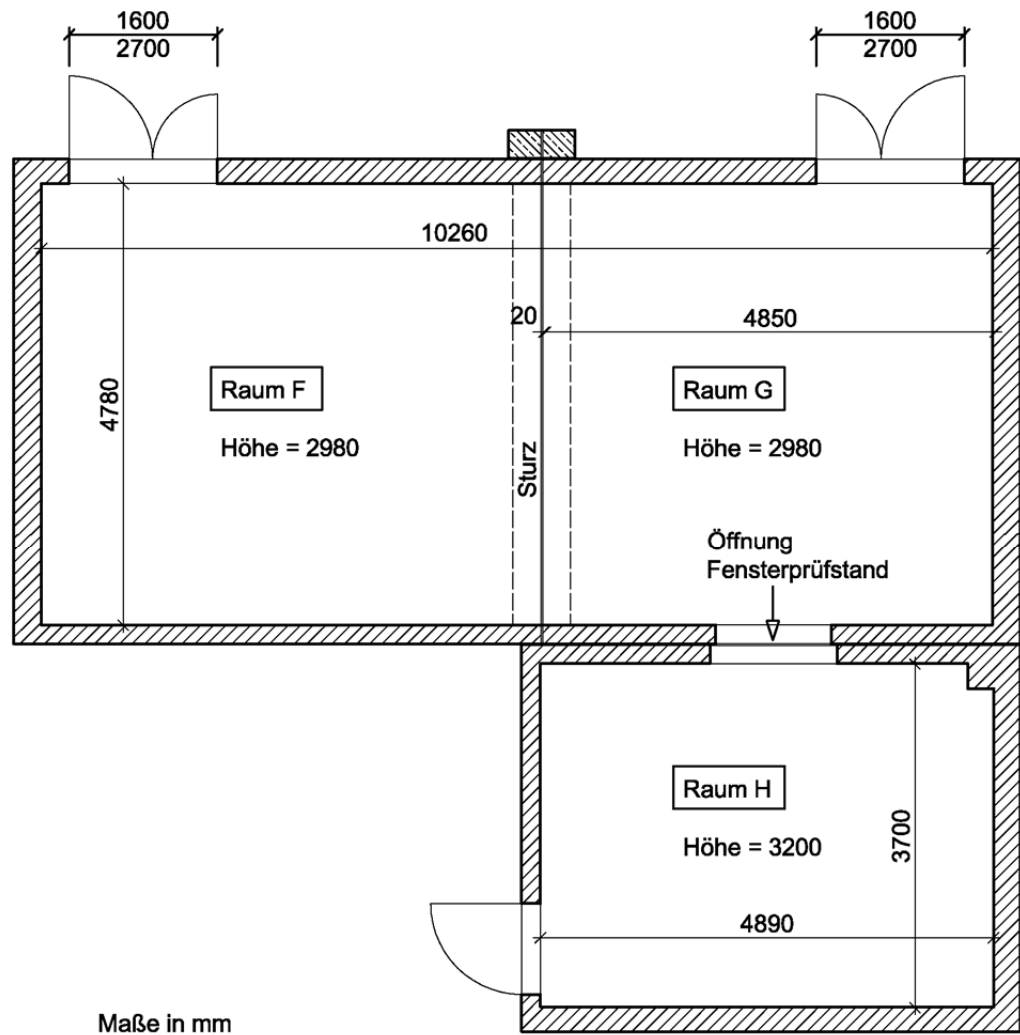 1600
2700
1600
2700
10260
20
4850
4780
Raum F
Höhe = 2980
Raum G
Höhe = 2980
Sturz
Öffnung
Fensterprüfstand
Raum H
Höhe = 3200
3700
4890
Maße in mm